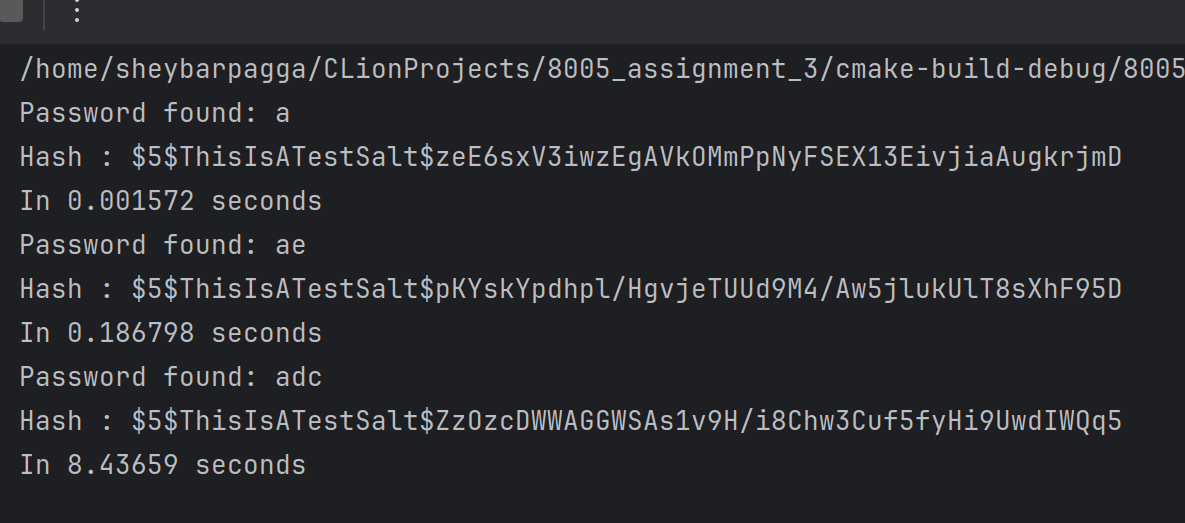 /home/sheybarpagga/CLionProjects/8005_assignment_3/cmake-build-debug/8005
Password found: a
Hash : $5$ThisIsATestSalt$zeE6sxV3iwzEgAVkOMmPpNyFSEX13EivjiaAugkrjmD
In 0.001572 seconds
Password found: ae
Hash : $5$ThisIsATestSalt$pKYskYpdhpl/HgvjeTUUd9M4/Aw5jlukUlT8sXhF95D
In 0.186798 seconds
Password found: adc
Hash : $5$ThisIsATestSalt$ZzOzcDWWAGGWSAs1v9H/i8Chw3Cuf5fyHi9UwdIWQq5
In 8.43659 seconds